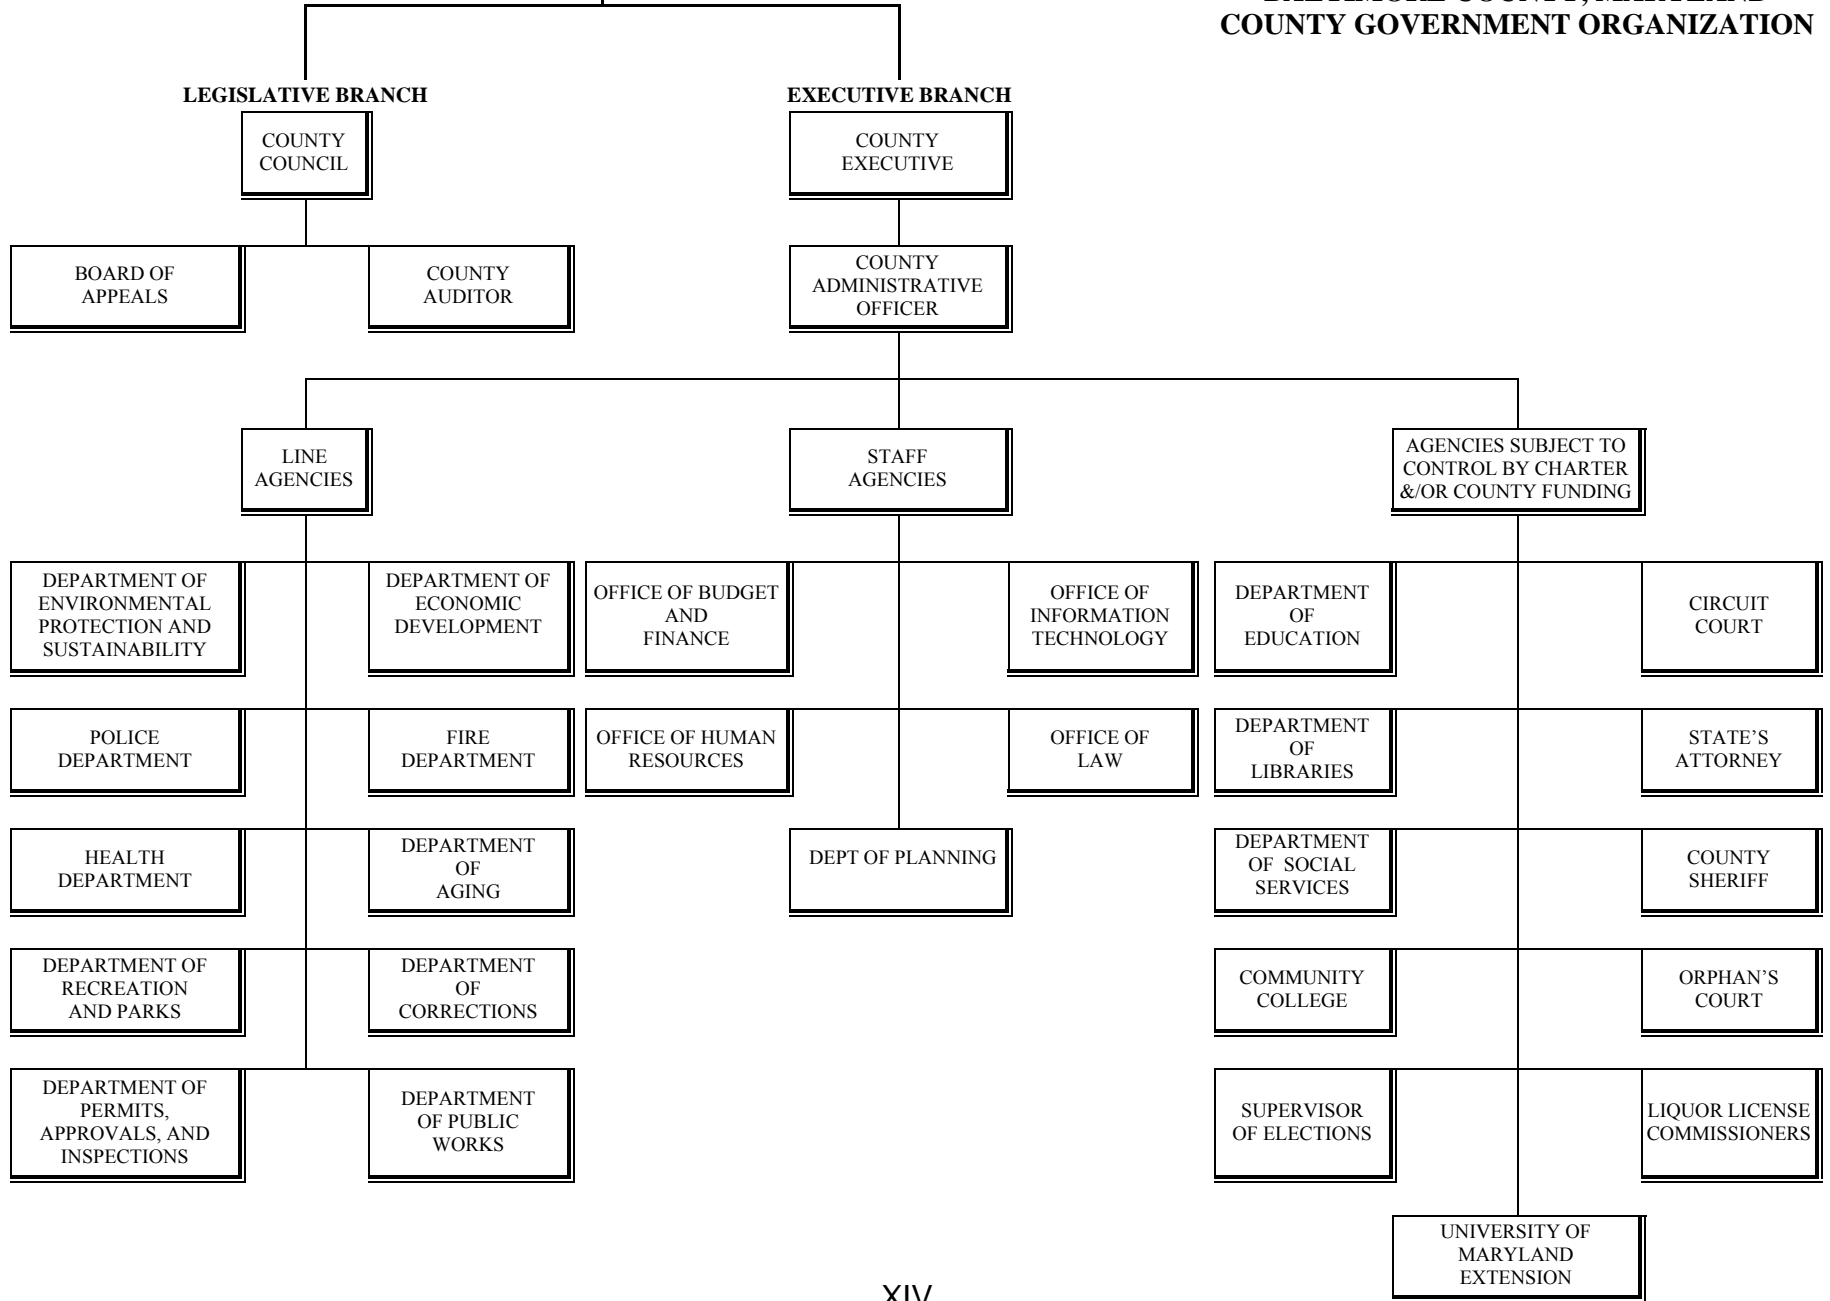 BALTIMORE COUNTY, MARYLAND
COUNTY GOVERNMENT ORGANIZATION
LEGISLATIVE BRANCH
EXECUTIVE BRANCH
COUNTY
COUNCIL
COUNTY
EXECUTIVE
BOARD OF
APPEALS
COUNTY
AUDITOR
COUNTY
ADMINISTRATIVE
OFFICER
LINE
AGENCIES
STAFF
AGENCIES
AGENCIES SUBJECT TO
CONTROL BY CHARTER
&/OR COUNTY FUNDING
DEPARTMENT OF
ENVIRONMENTAL
PROTECTION AND
SUSTAINABILITY
DEPARTMENT OF
ECONOMIC
DEVELOPMENT
OFFICE OF BUDGET
AND
FINANCE
OFFICE OF
INFORMATION
TECHNOLOGY
DEPARTMENT
OF
EDUCATION
CIRCUIT
COURT
POLICE
DEPARTMENT
FIRE
DEPARTMENT
OFFICE OF HUMAN
RESOURCES
OFFICE OF
LAW
DEPARTMENT
OF
LIBRARIES
STATE’S
ATTORNEY
HEALTH
DEPARTMENT
DEPARTMENT
OF
AGING
DEPT OF PLANNING
DEPARTMENT
OF SOCIAL
SERVICES
COUNTY
SHERIFF
DEPARTMENT OF
RECREATION
AND PARKS
DEPARTMENT
OF
CORRECTIONS
COMMUNITY
COLLEGE
ORPHAN’S
COURT
DEPARTMENT OF
PERMITS,
APPROVALS, AND
INSPECTIONS
DEPARTMENT
OF PUBLIC
WORKS
SUPERVISOR
OF ELECTIONS
LIQUOR LICENSE
COMMISSIONERS
UNIVERSITY OF
MARYLAND
EXTENSION
XIV